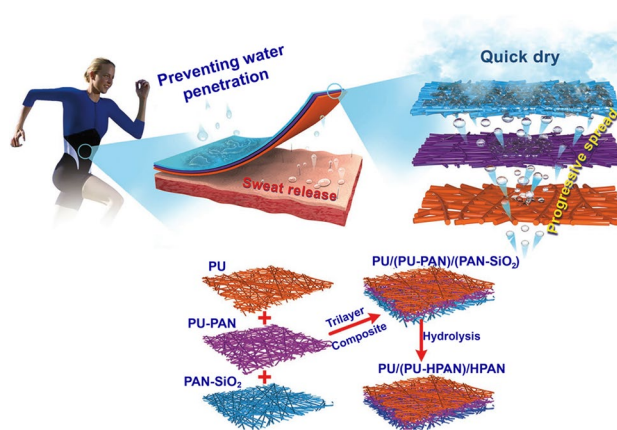 Preventing water
penetration
Quick dry
Sweat release
Progressive spread
PU
+
PU-PAN
+
PAN-SiO₂
Trilayer
Composite
PU/(PU-PAN)/(PAN-SiO₂)
Hydrolysis
PU/(PU-HPAN)/HPAN